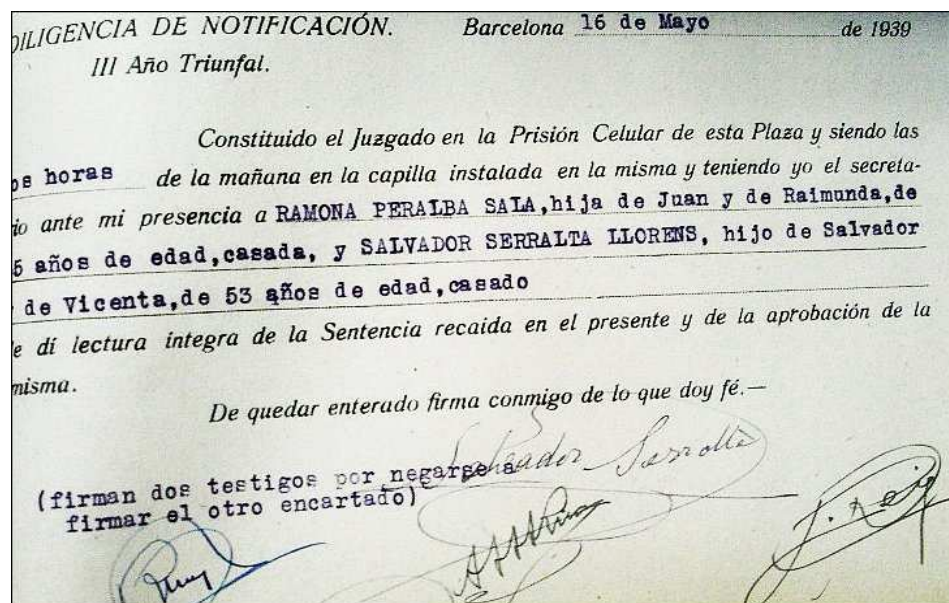 DILIGENCIA DE NOTIFICACIÓN. Barcelona 16 de Mayo de 1939
III Año Triunfal.
Constituido el Juzgado en la Prisión Celular de esta Plaza y siendo las
os horas de la mañana en la capilla instalada en la misma y teniendo yo el secreta-
io ante mi presencia a RAMONA PERALBA SALA,hija de Juan y de Raimunda,de
5 años de edad,casada, y SALVADOR SERRALTA LLORENS, hijo de Salvador
de Vicenta,de 53 años de edad,casado
e dí lectura íntegra de la Sentencia recaida en el presente y de la aprobación de la
misma.
De quedar enterado firma conmigo de lo que doy fé.—
Salvador Serralta
(firman dos testigos por negarse a
firmar el otro encartado)